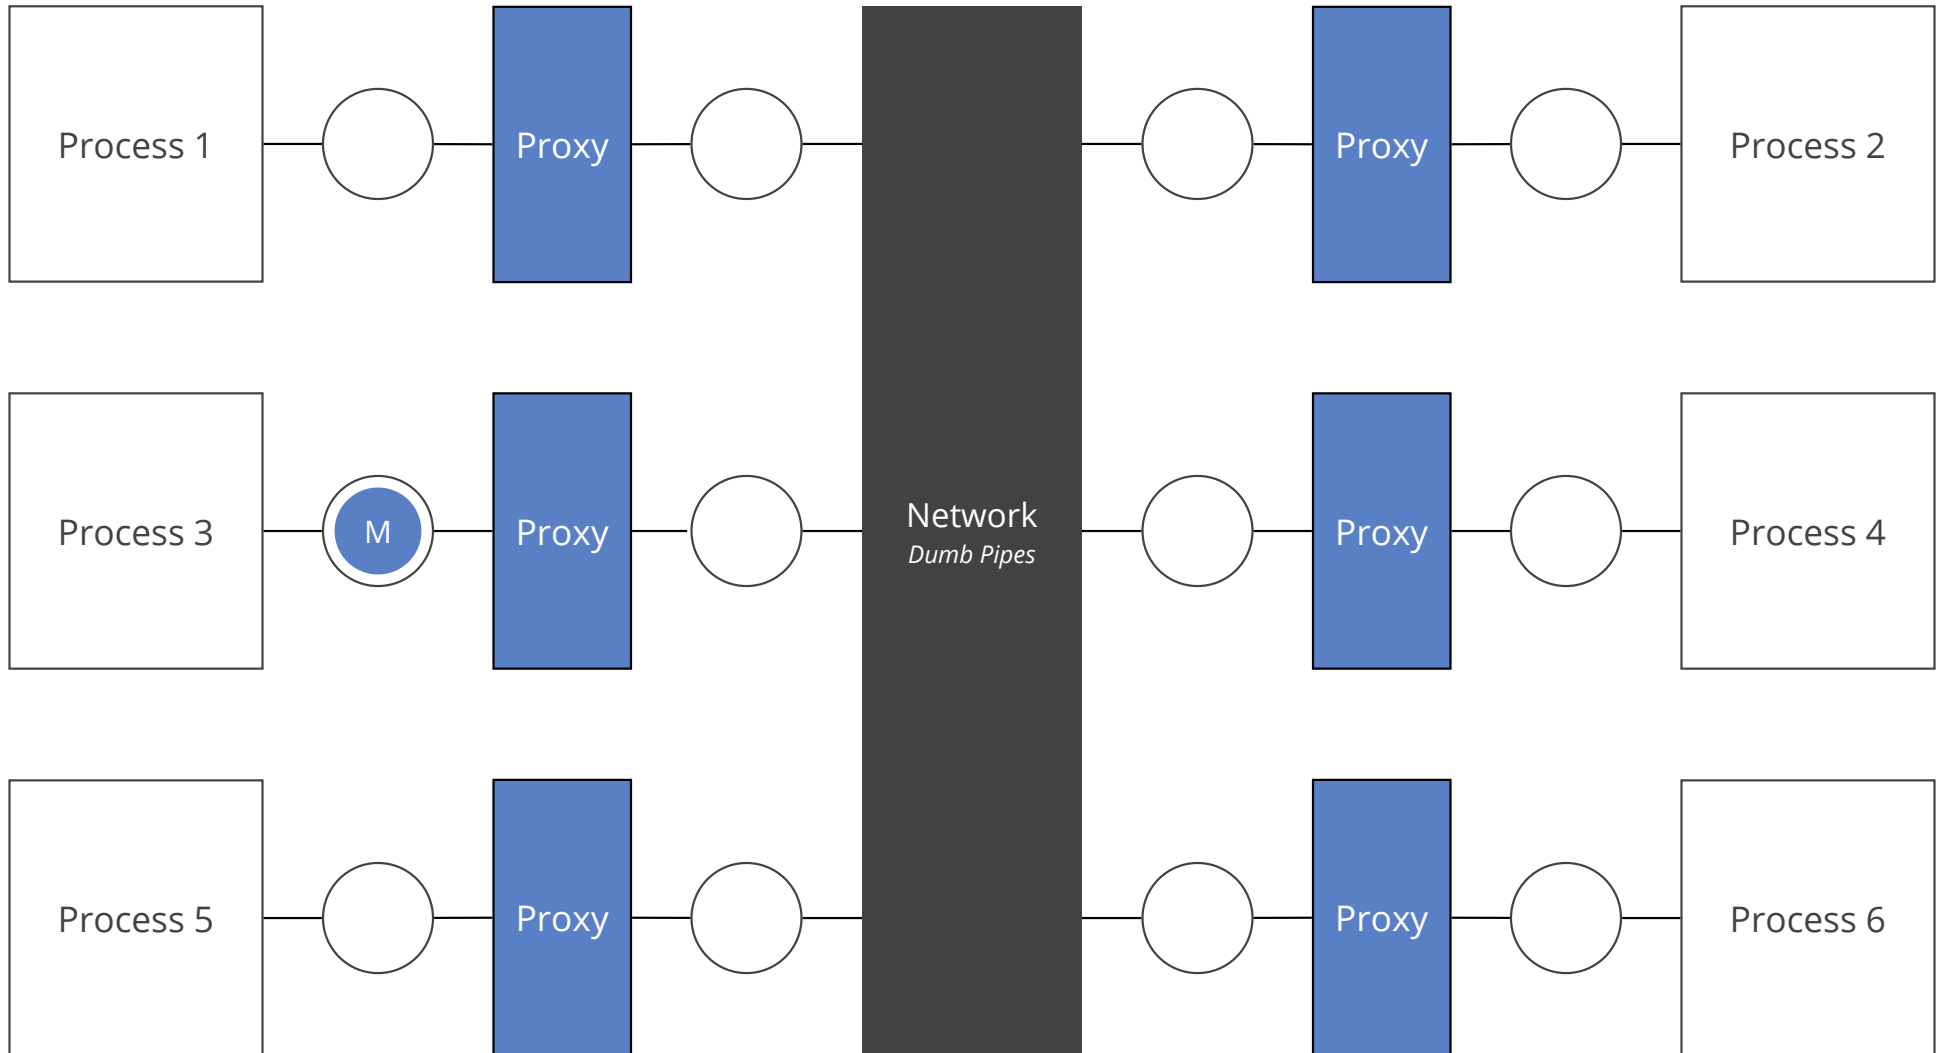 Process 1
Proxy
Proxy
Process 2
Process 3
M
Proxy
Network
Dumb Pipes
Proxy
Process 4
Process 5
Proxy
Proxy
Process 6